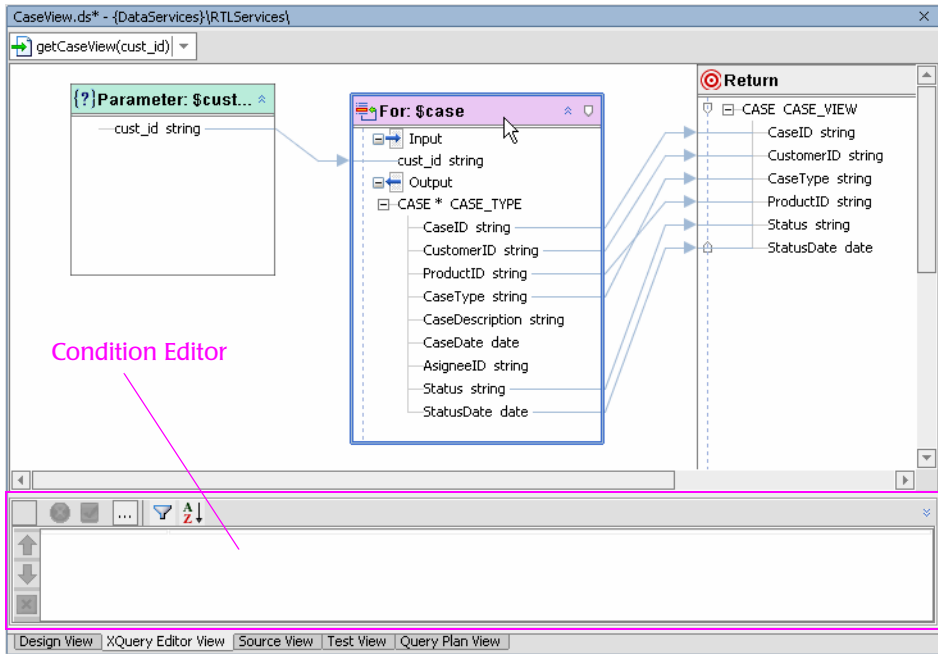 CaseView.ds* - {DataServices}\RTLServices\
getCaseView(cust_id)
{?}Parameter: $cust...
cust_id string
For: $case
Input
cust_id string
Output
CASE * CASE_TYPE
CaseID string
CustomerID string
ProductID string
CaseType string
CaseDescription string
CaseDate date
AsigneeID string
Status string
StatusDate date
Return
CASE CASE_VIEW
CaseID string
CustomerID string
CaseType string
ProductID string
Status string
StatusDate date
Condition Editor
...
A
Z
Design View XQuery Editor View Source View Test View Query Plan View